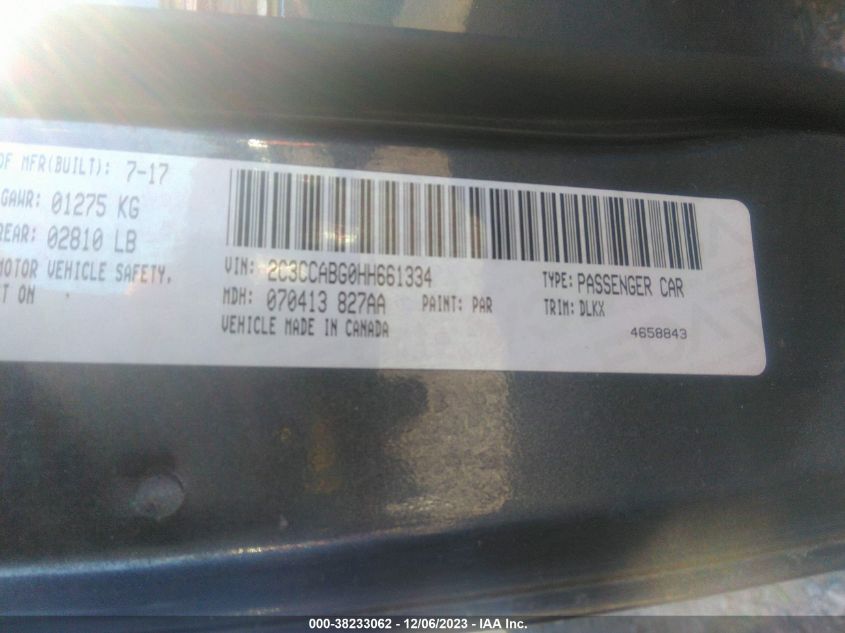 OF MFR(BUILT): 7-17
GAWR: 01275 KG
REAR: 02810 LB
MOTOR VEHICLE SAFETY,
T ON
VIN: 2C3CCABG0HH661334
TYPE: PASSENGER CAR
MDH: 070413 827AA PAINT: PAR
TRIM: DLKX
VEHICLE MADE IN CANADA
4658843
000-38233062 - 12/06/2023 - IAA Inc.